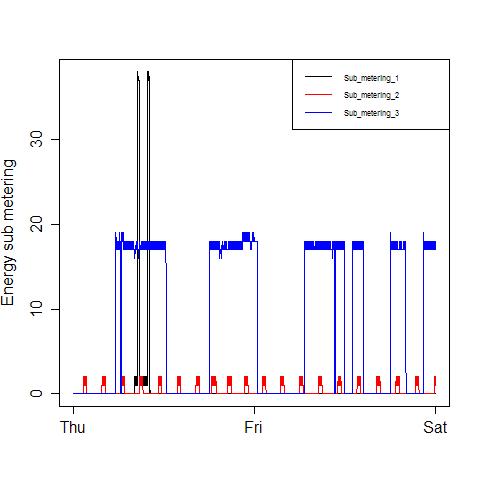 Sub_metering_1
Sub_metering_2
Sub_metering_3
Energy sub metering
30
20
10
0
Thu Fri Sat